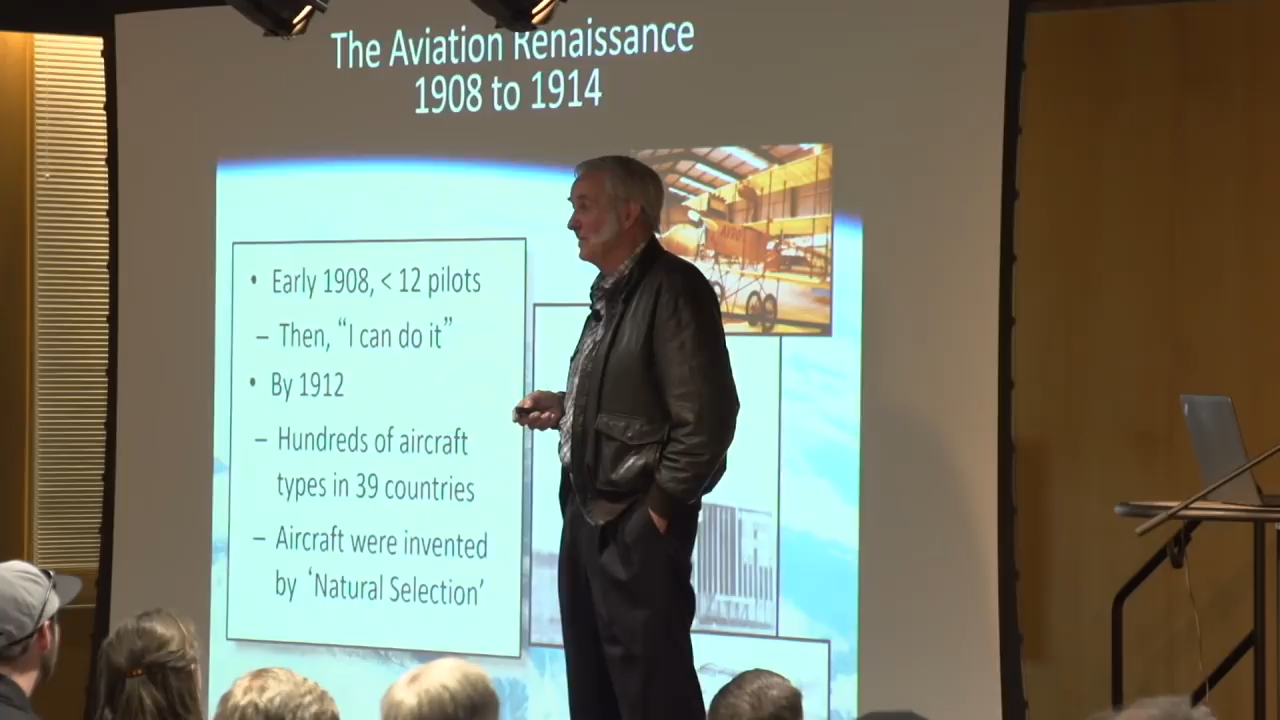 The Aviation Renaissance
1908 to 1914
• Early 1908, < 12 pilots
– Then, “I can do it”
• By 1912
– Hundreds of aircraft
types in 39 countries
– Aircraft were invented
by ‘Natural Selection’
AVRO